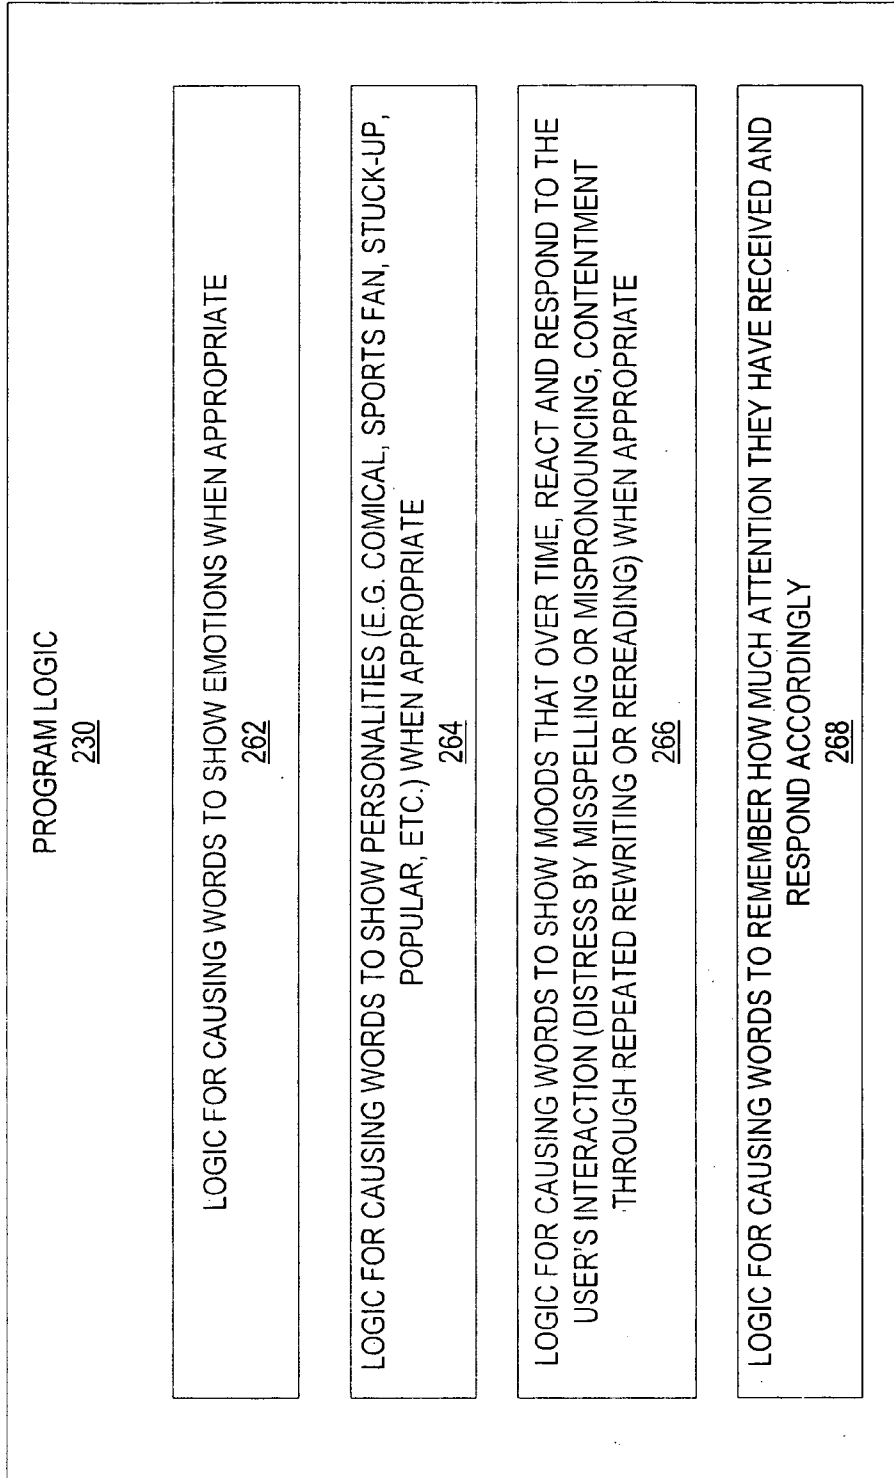 PROGRAM LOGIC
230
LOGIC FOR CAUSING WORDS TO SHOW EMOTIONS WHEN APPROPRIATE
262
LOGIC FOR CAUSING WORDS TO SHOW PERSONALITIES (E.G. COMICAL, SPORTS FAN, STUCK-UP,
POPULAR, ETC.) WHEN APPROPRIATE
264
LOGIC FOR CAUSING WORDS TO SHOW MOODS THAT OVER TIME, REACT AND RESPOND TO THE
USER'S INTERACTION (DISTRESS BY MISSPELLING OR MISPRONOUNCING, CONTENTMENT
THROUGH REPEATED REWRITING OR REREADING) WHEN APPROPRIATE
266
LOGIC FOR CAUSING WORDS TO REMEMBER HOW MUCH ATTENTION THEY HAVE RECEIVED AND
RESPOND ACCORDINGLY
268